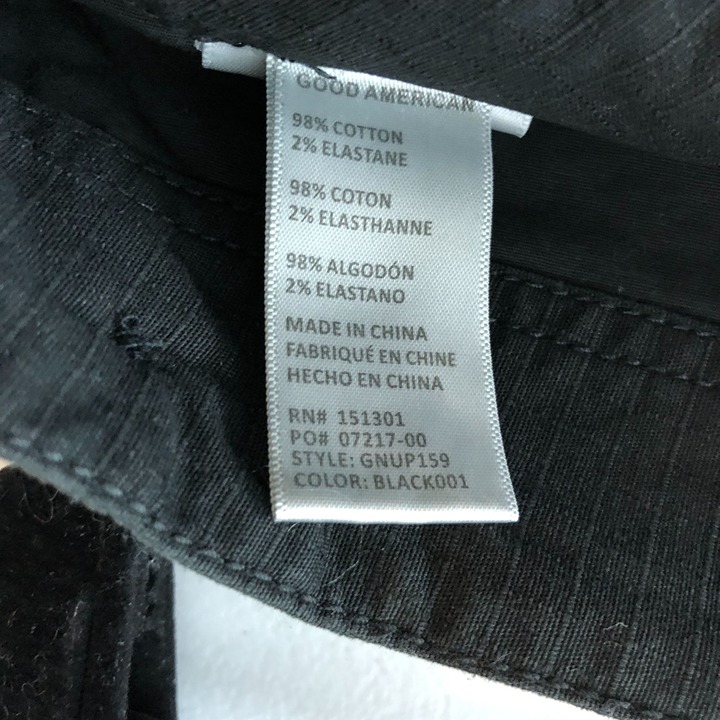 GOOD AMERICAN
98% COTTON
2% ELASTANE
98% COTON
2% ELASTHANNE
98% ALGODÓN
2% ELASTANO
MADE IN CHINA
FABRIQUÉ EN CHINE
HECHO EN CHINA
RN# 151301
PO# 07217-00
STYLE: GNUP159
COLOR: BLACK001